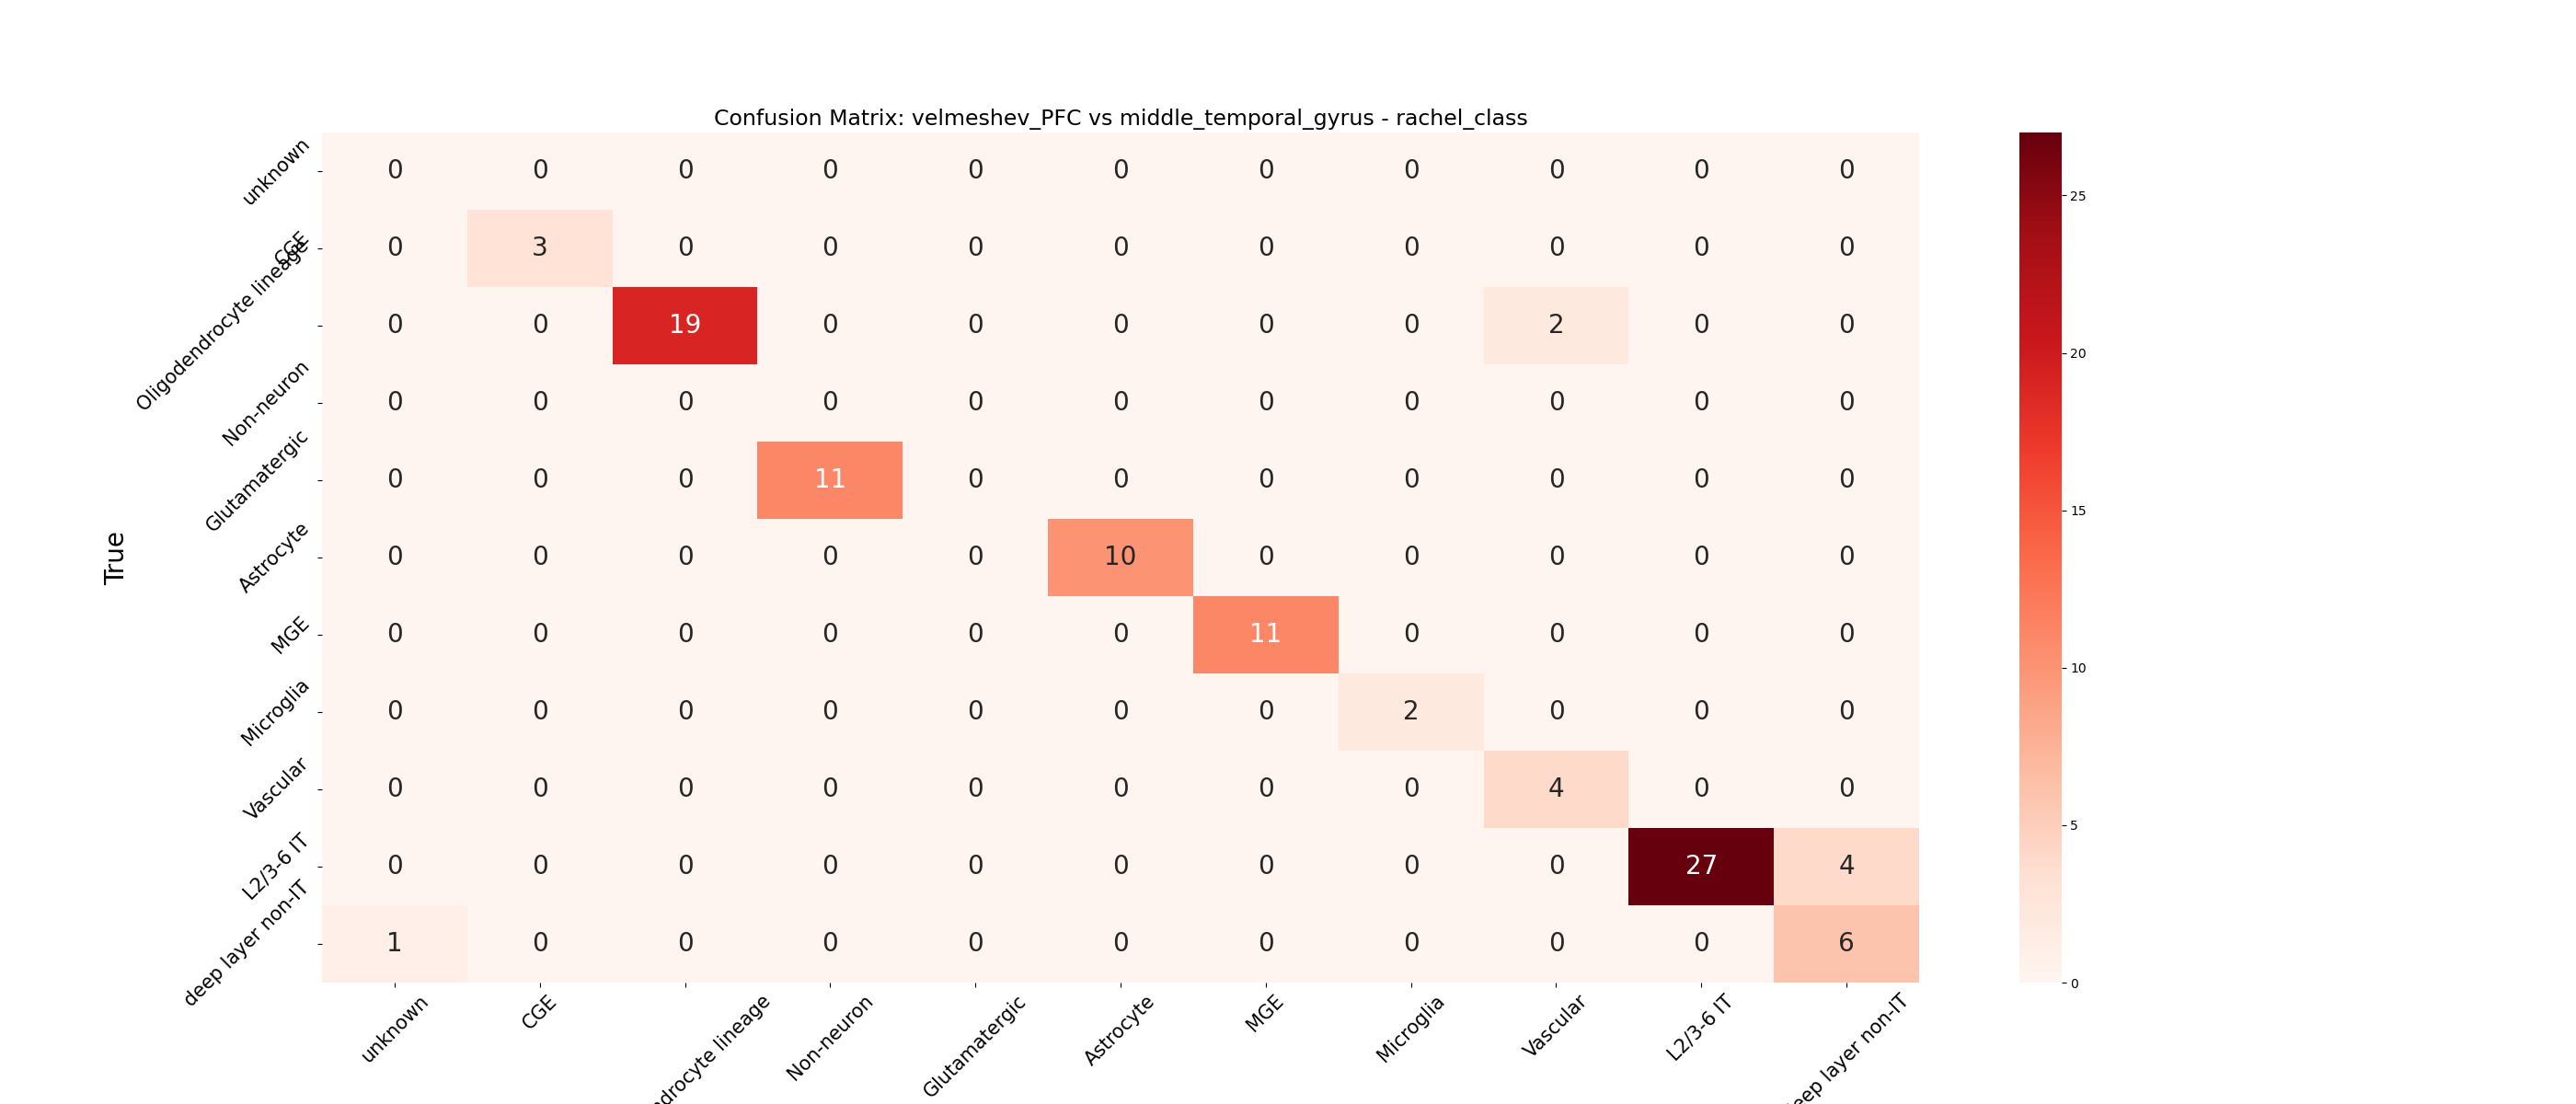 Confusion Matrix: velmeshev_PFC vs middle_temporal_gyrus - rachel_class
True
unknown 0 0 0 0 0 0 0 0 0 0 0
CGE 0 3 0 0 0 0 0 0 0 0 0
Oligodendrocyte lineage 0 0 19 0 0 0 0 0 2 0 0
Non-neuron 0 0 0 0 0 0 0 0 0 0 0
Glutamatergic 0 0 0 11 0 0 0 0 0 0 0
Astrocyte 0 0 0 0 0 10 0 0 0 0 0
MGE 0 0 0 0 0 0 11 0 0 0 0
Microglia 0 0 0 0 0 0 0 2 0 0 0
Vascular 0 0 0 0 0 0 0 0 4 0 0
L2/3-6 IT 0 0 0 0 0 0 0 0 0 27 4
deep layer non-IT 1 0 0 0 0 0 0 0 0 0 6
unknown CGE lineage Non-neuron Glutamatergic Astrocyte MGE Microglia Vascular L2/3-6 IT layer non-IT
25
20
15
10
5
0